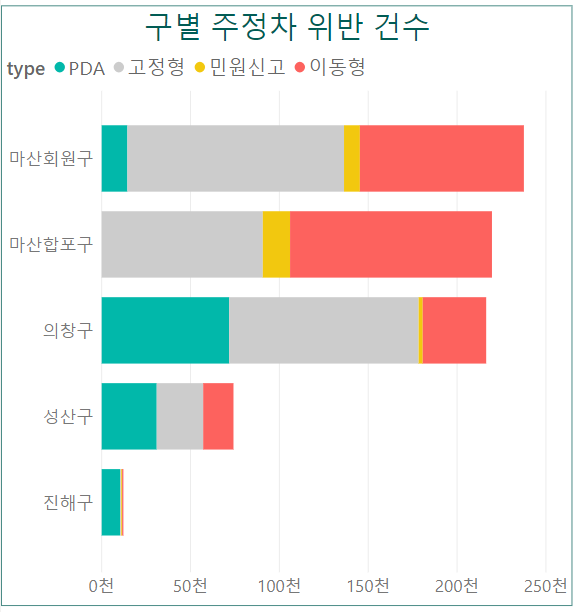 구별 주정차 위반 건수
type PDA 고정형 민원신고 이동형
마산회원구
마산합포구
의창구
성산구
진해구
0천 50천 100천 150천 200천 250천